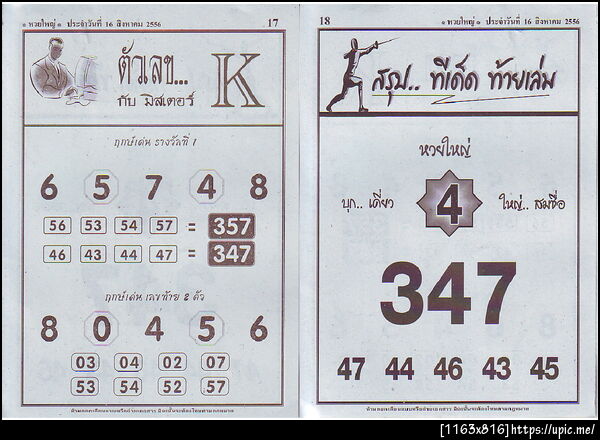 ๑ หวยใหญ่ ๑ ประจำวันที่ 16 สิงหาคม 2556 17
ตัวเลข...
กับ มิสเตอร์ K
ฤกษ์เด่น รางวัลที่ 1
6 5 7 4 8
56 53 54 57 = 357
46 43 44 47 = 347
ฤกษ์เด่น เลขท้าย 2 ตัว
8 0 4 5 6
03 04 02 07
53 54 52 57
18 ๑ หวยใหญ่ ๑ ประจำวันที่ 16 สิงหาคม 2556
สรุป.. ทีเด็ด ท้ายเล่ม
หวยใหญ่
บุก.. เดี่ยว 4 ใหญ่.. สมชื่อ
347
47 44 46 43 45
[1163x816]https://upic.me/